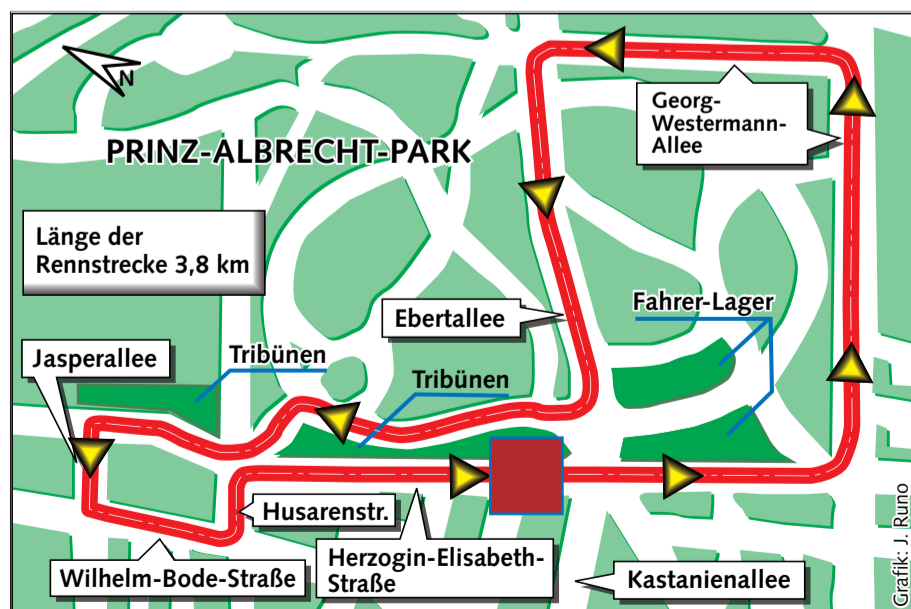 N
PRINZ-ALBRECHT-PARK
Georg-
Westermann-
Allee
Länge der
Rennstrecke 3,8 km
Ebertallee
Fahrer-Lager
Jasperallee
Tribünen
Tribünen
Husarenstr.
Herzogin-Elisabeth-
Straße
Wilhelm-Bode-Straße
Kastanienallee
Grafik: J. Runo